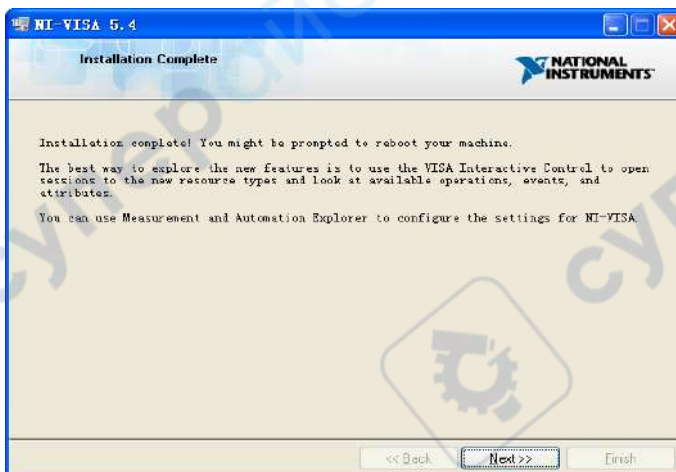 NI-VISA 5.4
Installation Complete
NATIONAL
INSTRUMENTS
Installation complete! You might be prompted to reboot your machine.
The best way to explore the new features is to use the VISA Interactive Control to open
sessions to the new resource types and look at available operations, events, and
attributes.
You can use Measurement and Automation Explorer to configure the settings for NI-VISA.
<< Back
Next >>
Finish